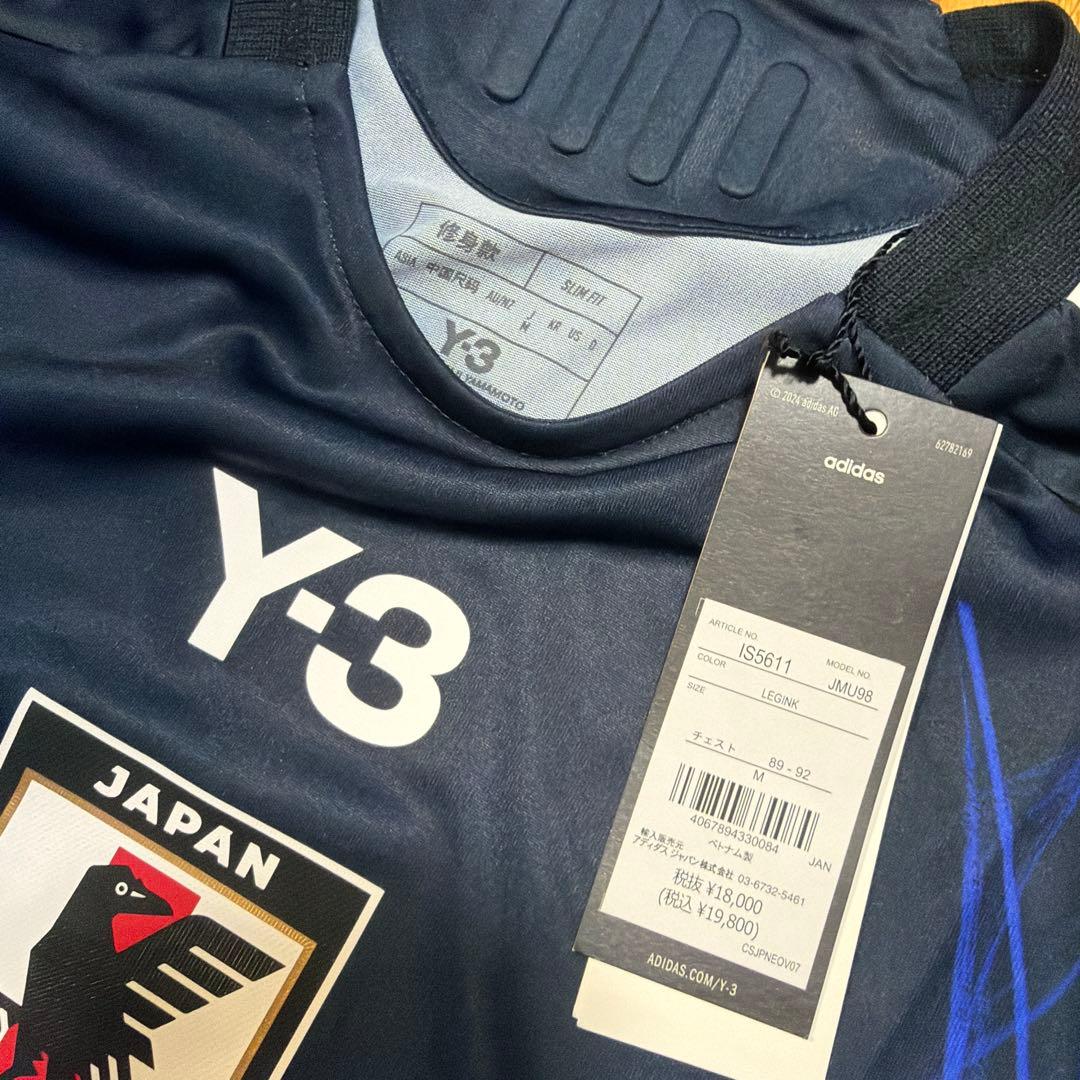 修身款
SLIM FIT
ASIA 中国尺码 AU/NZ J KR US D
M
Y-3
YAMAMOTO
Y-3
JAPAN
© 2024 adidas AG
62782169
adidas
ARTICLE NO. IS5611 MODEL NO. JMU98
COLOR LEGINK
SIZE
チェスト 89 - 92
M
4067894330084 JAN
輸入販売元 ベトナム製
アディダス ジャパン株式会社 03-6732-5461
税抜 ¥18,000
(税込 ¥19,800)
CSJPNEOV07
ADIDAS.COM/Y-3